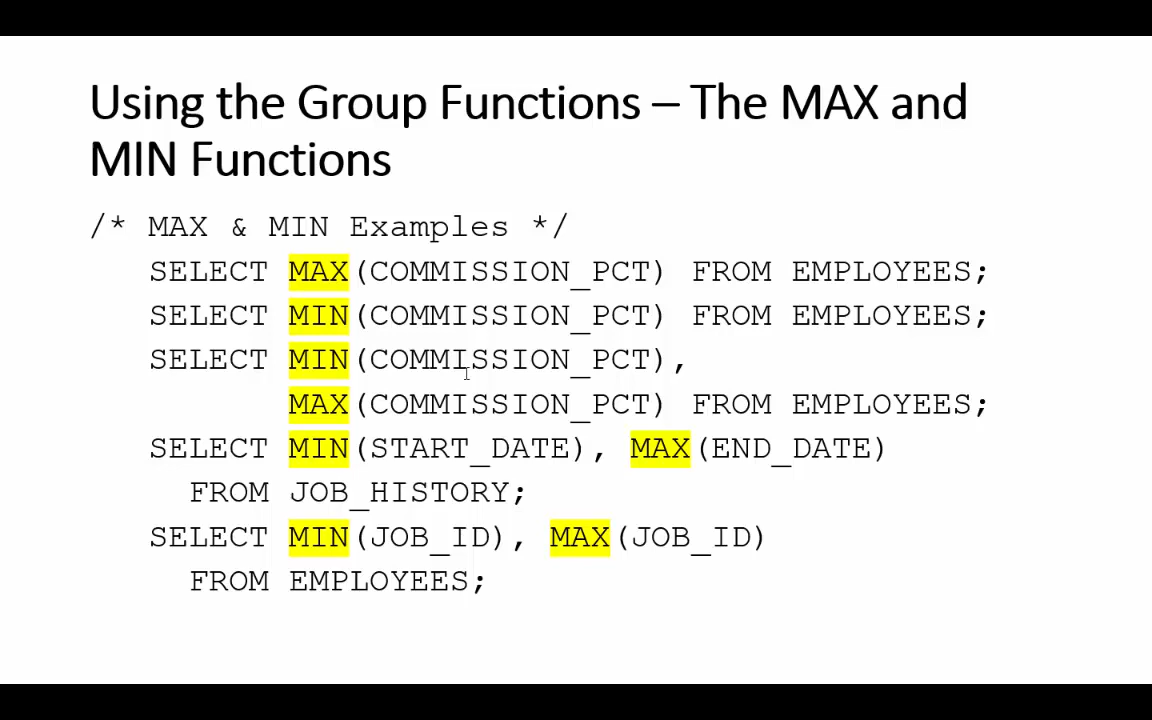 Using the Group Functions – The MAX and
MIN Functions
/* MAX & MIN Examples */
SELECT MAX(COMMISSION_PCT) FROM EMPLOYEES;
SELECT MIN(COMMISSION_PCT) FROM EMPLOYEES;
SELECT MIN(COMMISSION_PCT),
MAX(COMMISSION_PCT) FROM EMPLOYEES;
SELECT MIN(START_DATE), MAX(END_DATE)
FROM JOB_HISTORY;
SELECT MIN(JOB_ID), MAX(JOB_ID)
FROM EMPLOYEES;